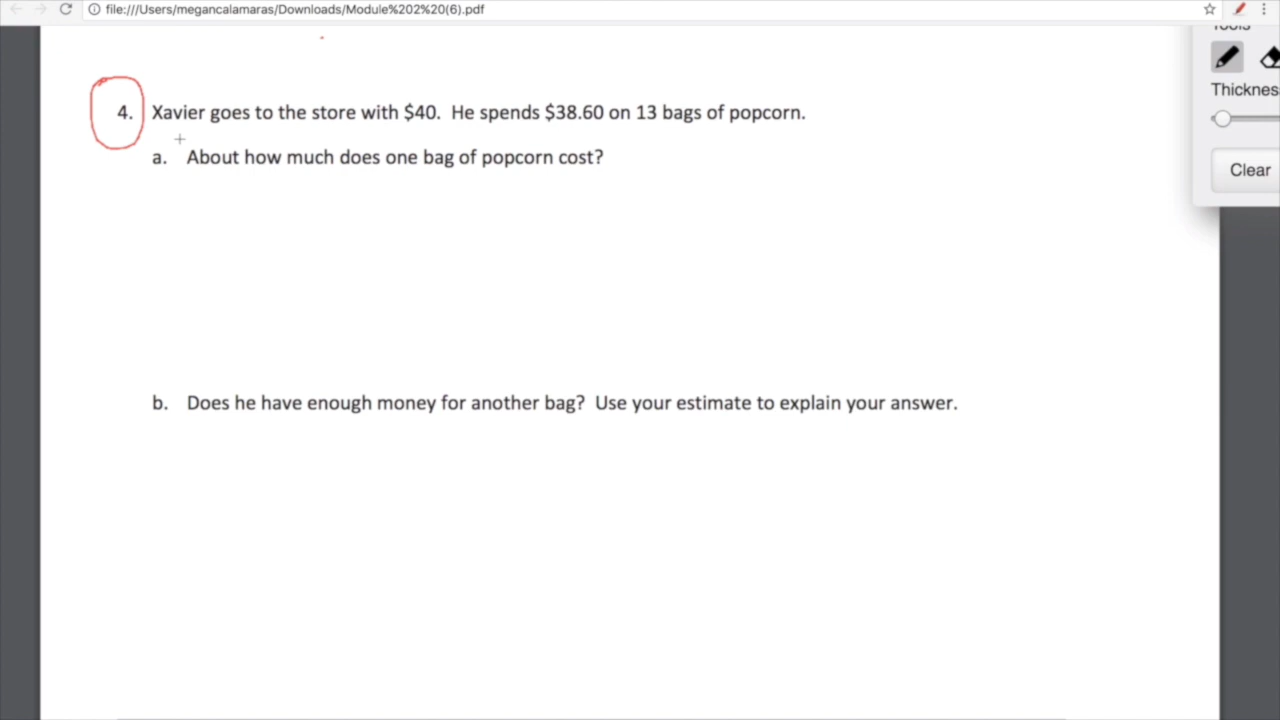 file:///Users/megancalamaras/Downloads/Module%202%20(6).pdf
Tools
4. Xavier goes to the store with $40. He spends $38.60 on 13 bags of popcorn.
Thicknes
a. About how much does one bag of popcorn cost?
Clear
b. Does he have enough money for another bag? Use your estimate to explain your answer.